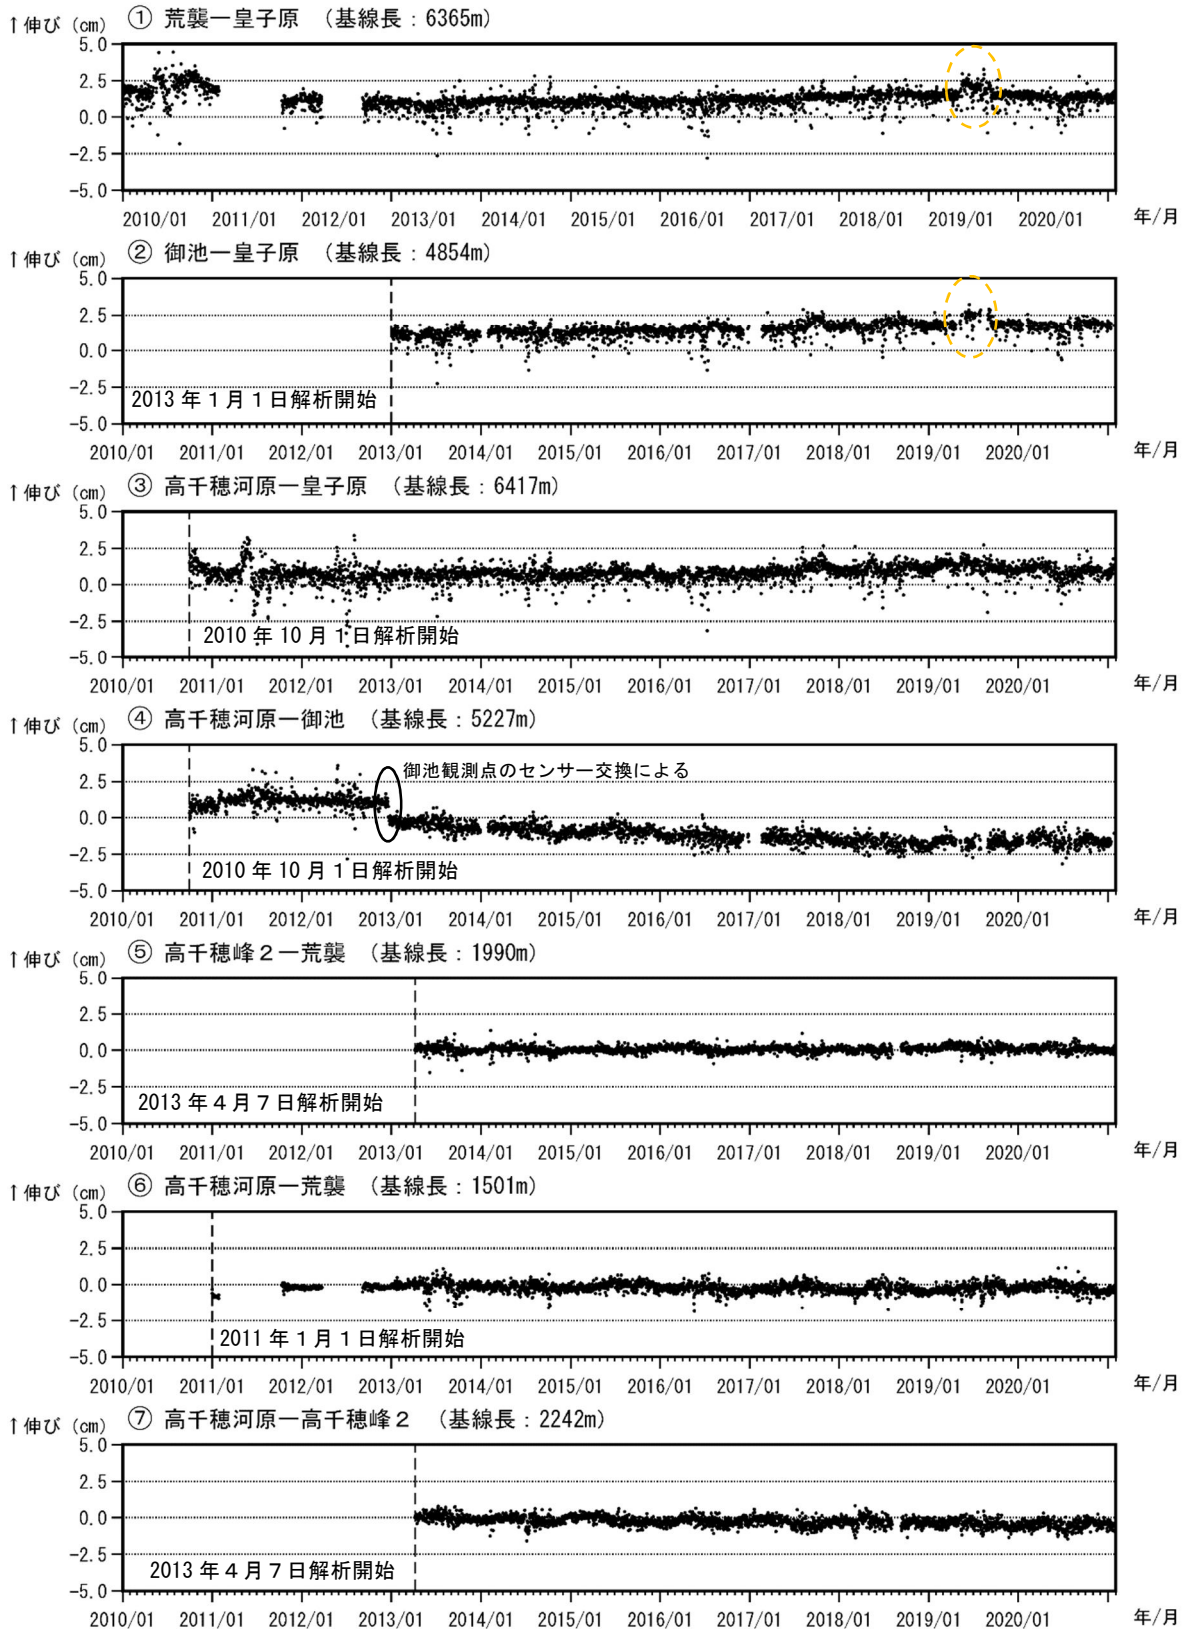 ↑伸び (cm) ① 荒襲－皇子原 (基線長：6365m)
5.0
2.5
0.0
-2.5
-5.0
2010/01 2011/01 2012/01 2013/01 2014/01 2015/01 2016/01 2017/01 2018/01 2019/01 2020/01 年/月
↑伸び (cm) ② 御池－皇子原 (基線長：4854m)
5.0
2.5
0.0
-2.5
2013年1月1日解析開始
-5.0
2010/01 2011/01 2012/01 2013/01 2014/01 2015/01 2016/01 2017/01 2018/01 2019/01 2020/01 年/月
↑伸び (cm) ③ 高千穂河原－皇子原 (基線長：6417m)
5.0
2.5
0.0
-2.5
2010年10月1日解析開始
-5.0
2010/01 2011/01 2012/01 2013/01 2014/01 2015/01 2016/01 2017/01 2018/01 2019/01 2020/01 年/月
↑伸び (cm) ④ 高千穂河原－御池 (基線長：5227m)
5.0
御池観測点のセンサー交換による
2.5
0.0
-2.5
2010年10月1日解析開始
-5.0
2010/01 2011/01 2012/01 2013/01 2014/01 2015/01 2016/01 2017/01 2018/01 2019/01 2020/01 年/月
↑伸び (cm) ⑤ 高千穂峰２－荒襲 (基線長：1990m)
5.0
2.5
0.0
-2.5
2013年4月7日解析開始
-5.0
2010/01 2011/01 2012/01 2013/01 2014/01 2015/01 2016/01 2017/01 2018/01 2019/01 2020/01 年/月
↑伸び (cm) ⑥ 高千穂河原－荒襲 (基線長：1501m)
5.0
2.5
0.0
-2.5
2011年1月1日解析開始
-5.0
2010/01 2011/01 2012/01 2013/01 2014/01 2015/01 2016/01 2017/01 2018/01 2019/01 2020/01 年/月
↑伸び (cm) ⑦ 高千穂河原－高千穂峰２ (基線長：2242m)
5.0
2.5
0.0
-2.5
2013年4月7日解析開始
-5.0
2010/01 2011/01 2012/01 2013/01 2014/01 2015/01 2016/01 2017/01 2018/01 2019/01 2020/01 年/月